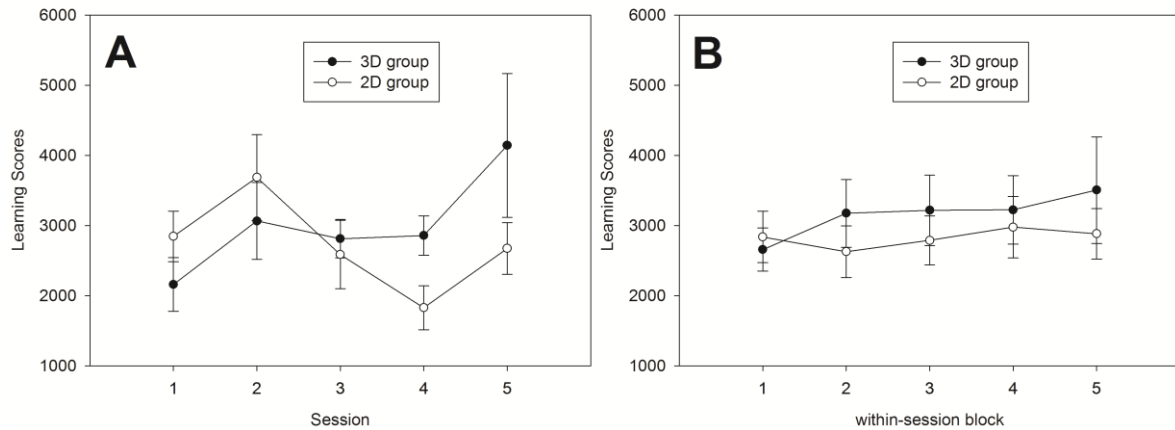 A
3D group
2D group
6000
5000
4000
3000
2000
1000
Learning Scores
1 2 3 4 5
Session
B
3D group
2D group
6000
5000
4000
3000
2000
1000
Learning Scores
1 2 3 4 5
within-session block